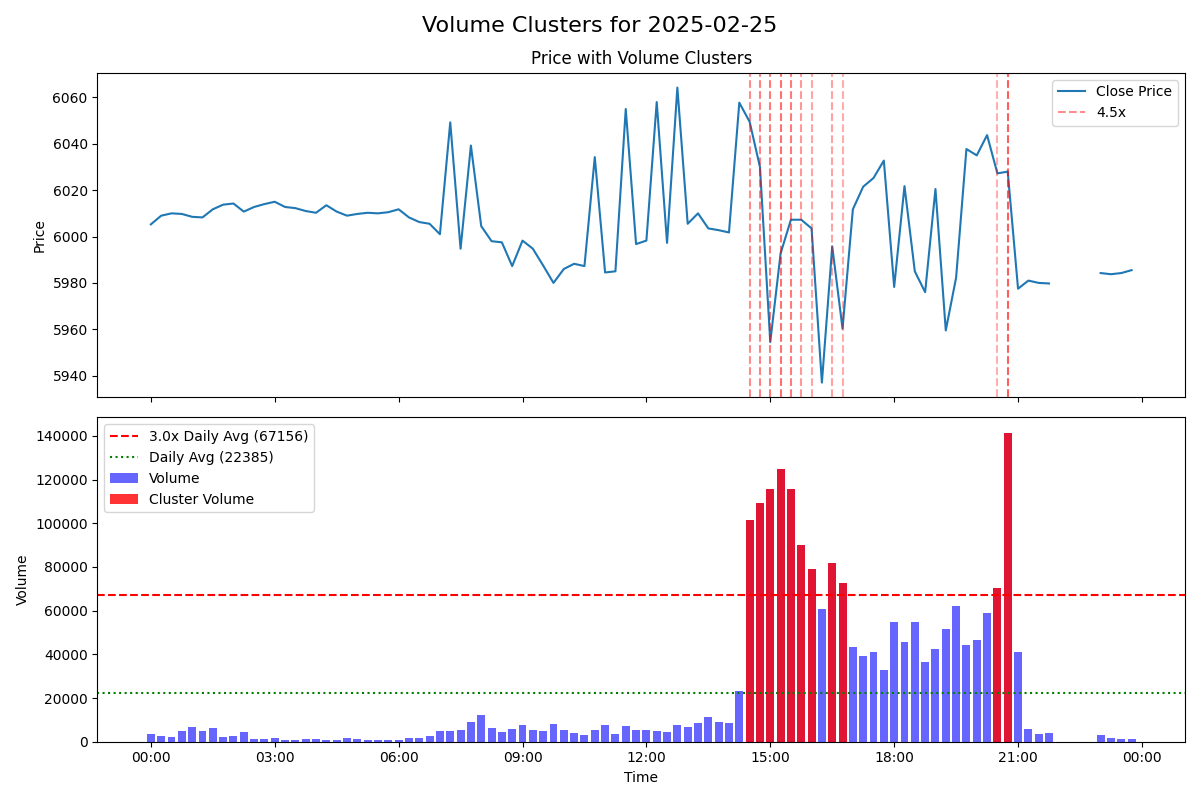 Volume Clusters for 2025-02-25
Price with Volume Clusters
Price
6060
6040
6020
6000
5980
5960
5940
Close Price
4.5x
Volume
140000
120000
100000
80000
60000
40000
20000
0
3.0x Daily Avg (67156)
Daily Avg (22385)
Volume
Cluster Volume
00:00 03:00 06:00 09:00 12:00 15:00 18:00 21:00 00:00
Time